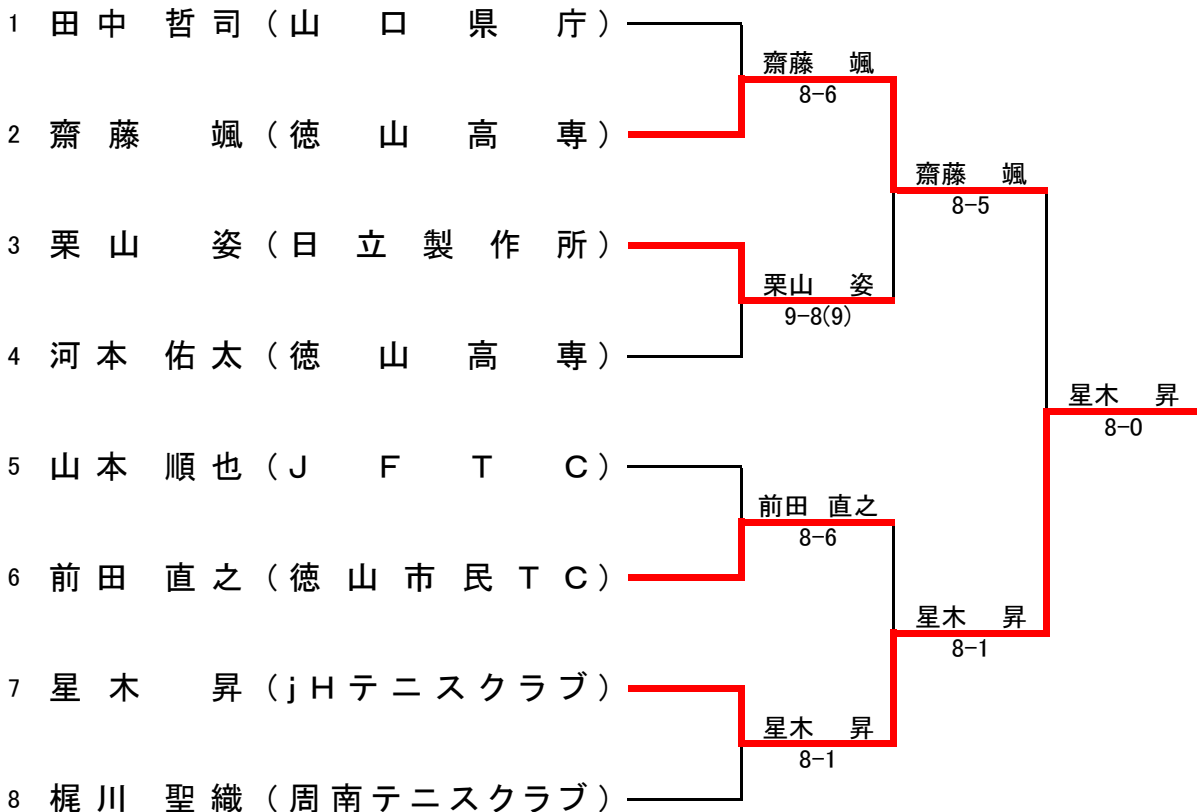 1 田中 哲司 (山口県庁)
齋藤 颯
8-6
2 齋藤 颯 (徳山高専)
齋藤 颯
8-5
3 栗山 姿 (日立製作所)
栗山 姿
9-8(9)
4 河本 佑太 (徳山高専)
星木 昇
8-0
5 山本 順也 (JFTC)
前田 直之
8-6
6 前田 直之 (徳山市民TC)
星木 昇
8-1
7 星木 昇 (jHテニスクラブ)
星木 昇
8-1
8 梶川 聖織 (周南テニスクラブ)